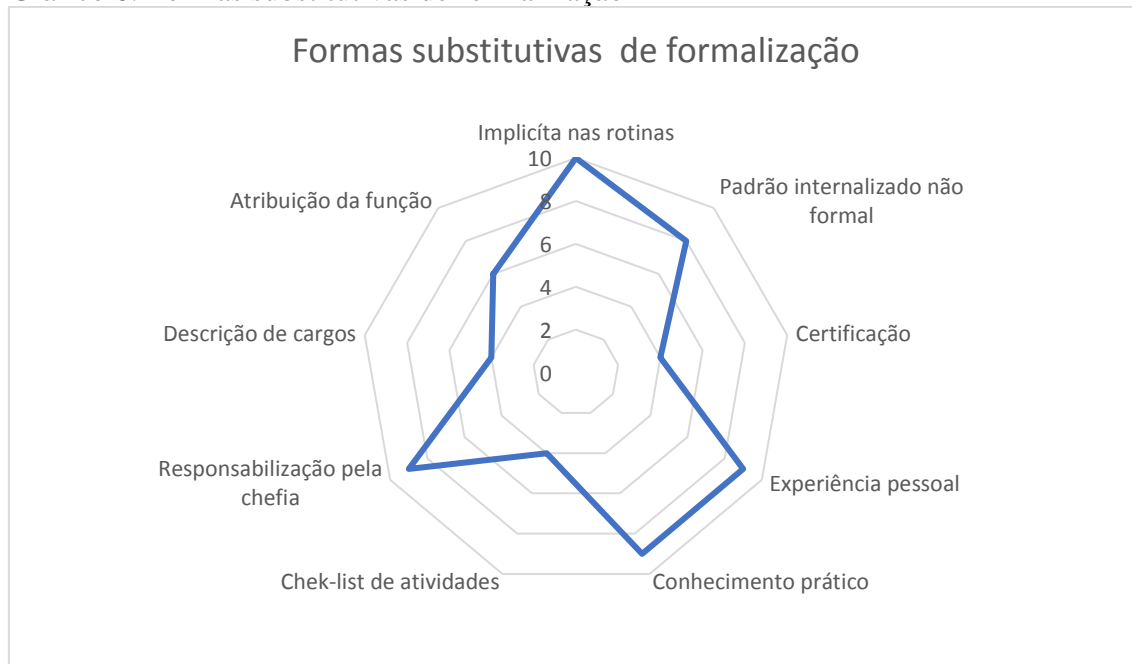 Formas substitutivas  de formalização
Implicíta nas rotinas
10
Padrão internalizado não
formal
Atribuição da função
8
6
Descrição de cargos
Certificação
4
2
0
Responsabilização pela
chefia
Experiência pessoal
Chek-list de atividades
Conhecimento prático